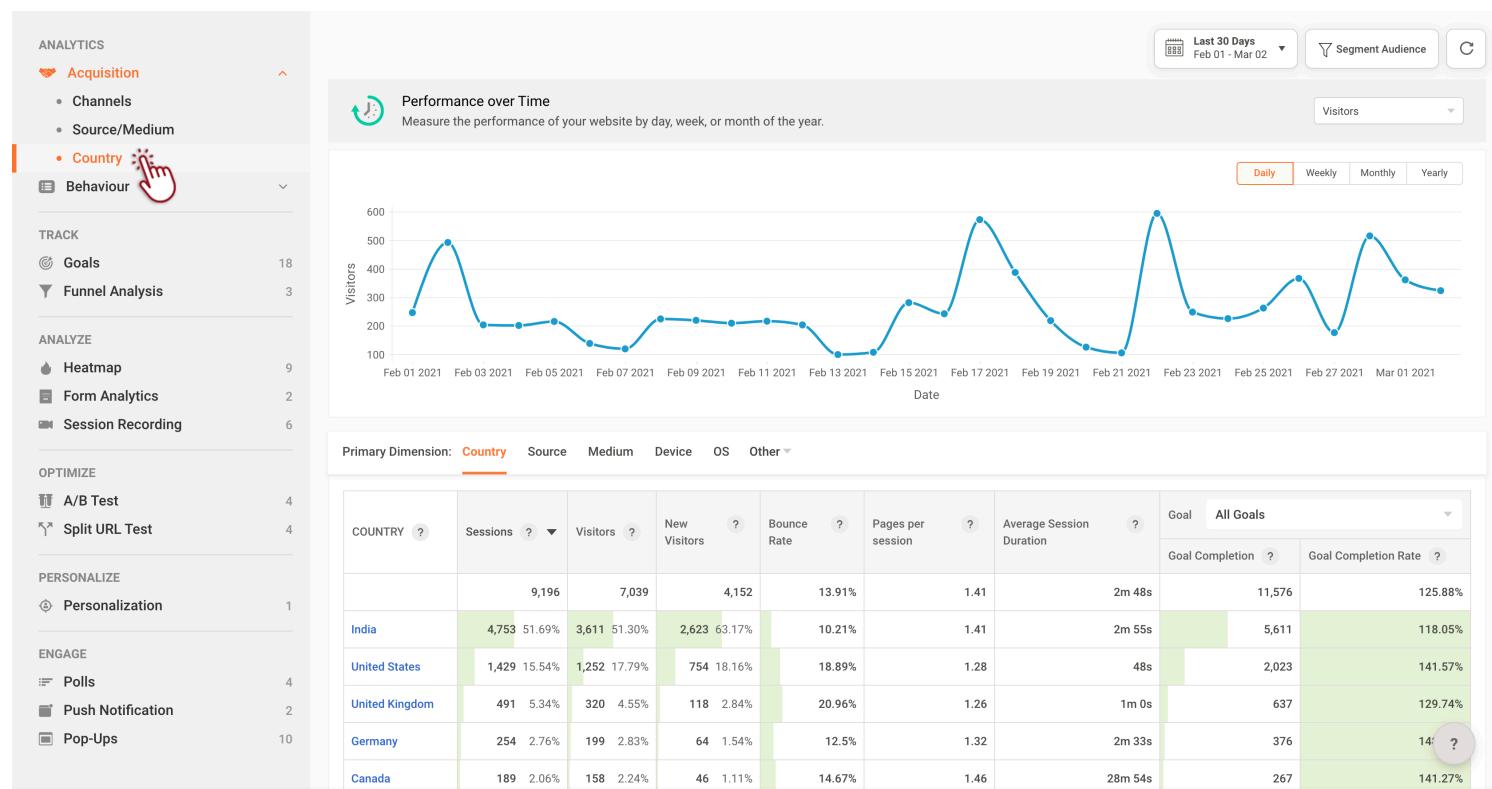 ANALYTICS
Acquisition
Channels
Source/Medium
Country
Behaviour
TRACK
Goals 18
Funnel Analysis 3
ANALYZE
Heatmap 9
Form Analytics 2
Session Recording 6
OPTIMIZE
A/B Test 4
Split URL Test 4
PERSONALIZE
Personalization 1
ENGAGE
Polls 4
Push Notification 2
Pop-Ups 10
Last 30 Days
Feb 01 - Mar 02
Segment Audience
Performance over Time
Measure the performance of your website by day, week, or month of the year.
Visitors
Daily Weekly Monthly Yearly
Visitors
600
500
400
300
200
100
Feb 01 2021 Feb 03 2021 Feb 05 2021 Feb 07 2021 Feb 09 2021 Feb 11 2021 Feb 13 2021 Feb 15 2021 Feb 17 2021 Feb 19 2021 Feb 21 2021 Feb 23 2021 Feb 25 2021 Feb 27 2021 Mar 01 2021
Date
Primary Dimension: Country Source Medium Device OS Other
COUNTRY ? Sessions ? Visitors ? New Visitors ? Bounce Rate ? Pages per session ? Average Session Duration ? Goal All Goals
Goal Completion ? Goal Completion Rate ?
9,196 7,039 4,152 13.91% 1.41 2m 48s 11,576 125.88%
India 4,753 51.69% 3,611 51.30% 2,623 63.17% 10.21% 1.41 2m 55s 5,611 118.05%
United States 1,429 15.54% 1,252 17.79% 754 18.16% 18.89% 1.28 48s 2,023 141.57%
United Kingdom 491 5.34% 320 4.55% 118 2.84% 20.96% 1.26 1m 0s 637 129.74%
Germany 254 2.76% 199 2.83% 64 1.54% 12.5% 1.32 2m 33s 376
?
Canada 189 2.06% 158 2.24% 46 1.11% 14.67% 1.46 28m 54s 267 141.27%